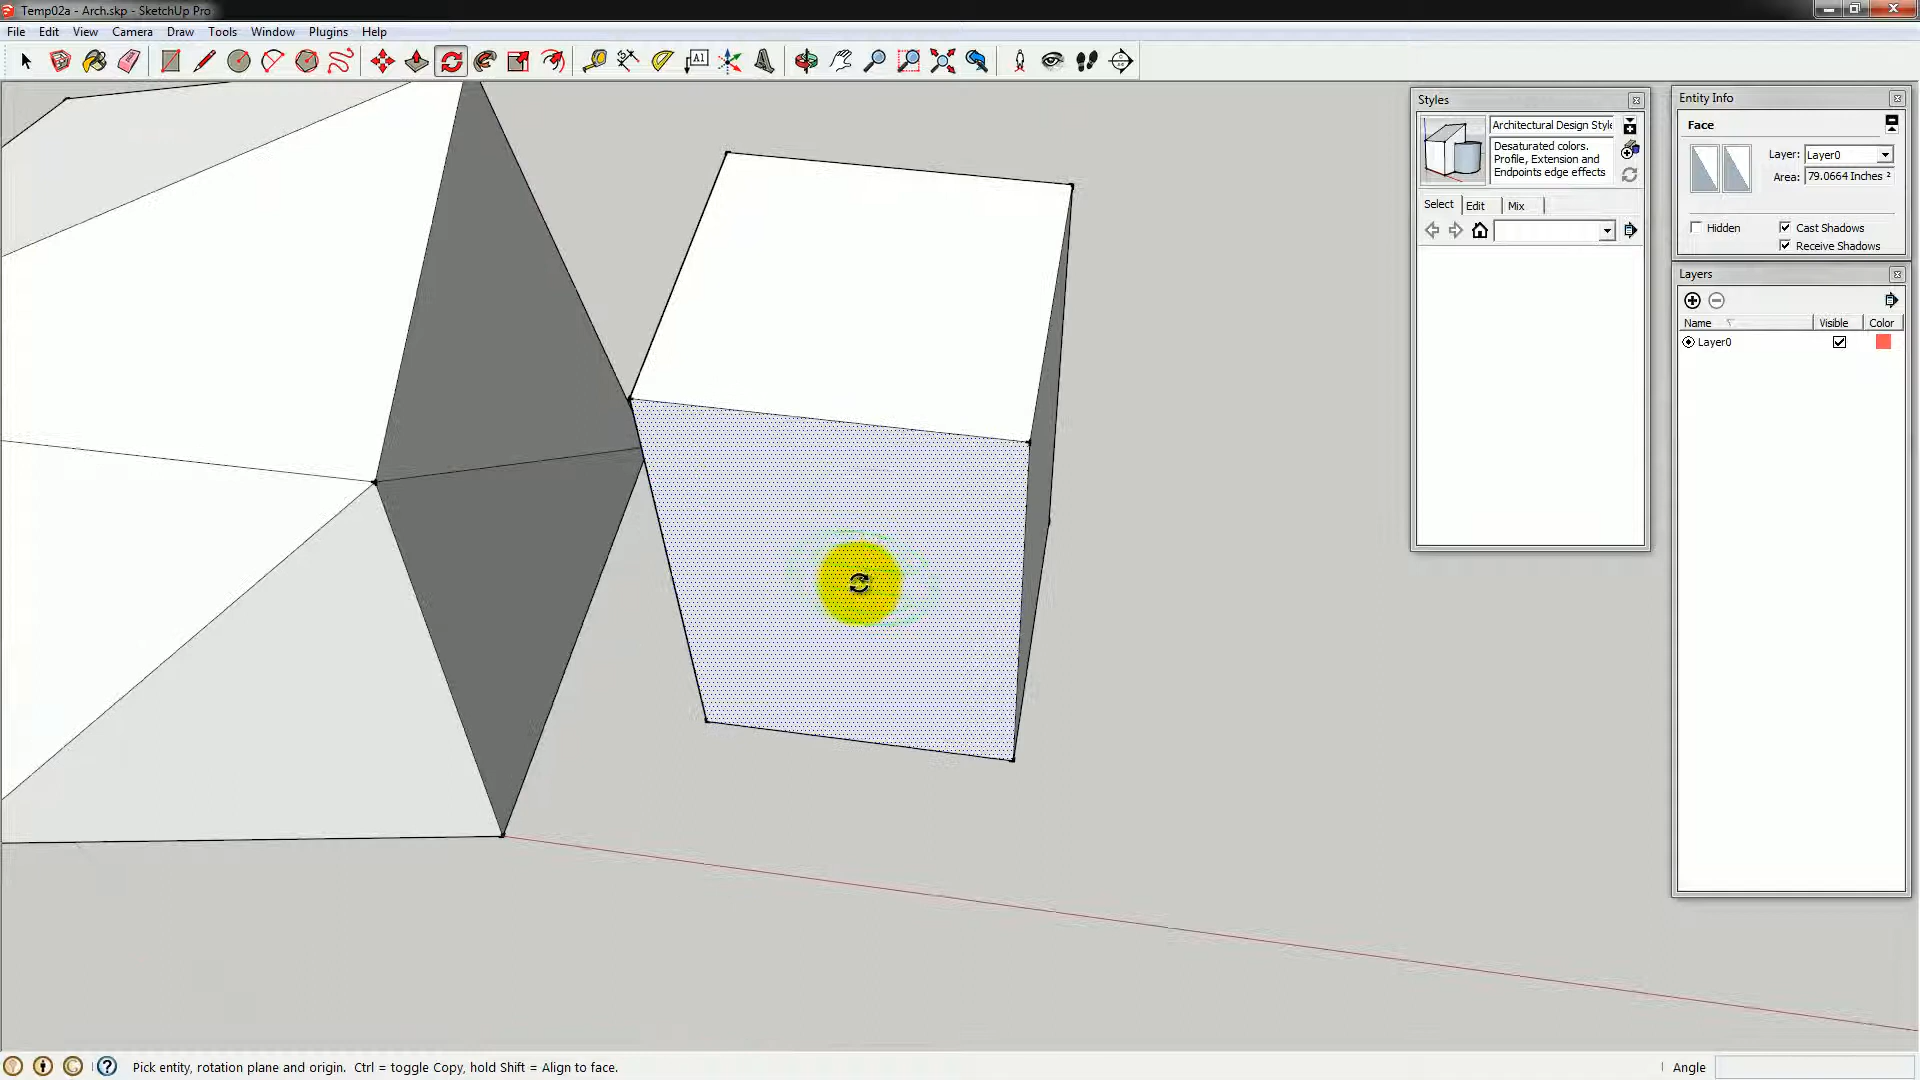 Temp02a - Arch.skp - SketchUp Pro
File Edit View Camera Draw Tools Window Plugins Help
A1
Styles
Architectural Design Style
Desaturated colors.
Profile, Extension and
Endpoints edge effects
Select Edit Mix
Entity Info
Face
Layer: Layer0
Area: 79.0664 Inches ²
Hidden Cast Shadows
Receive Shadows
Layers
Name Visible Color
Layer0
Pick entity, rotation plane and origin. Ctrl = toggle Copy, hold Shift = Align to face.
Angle